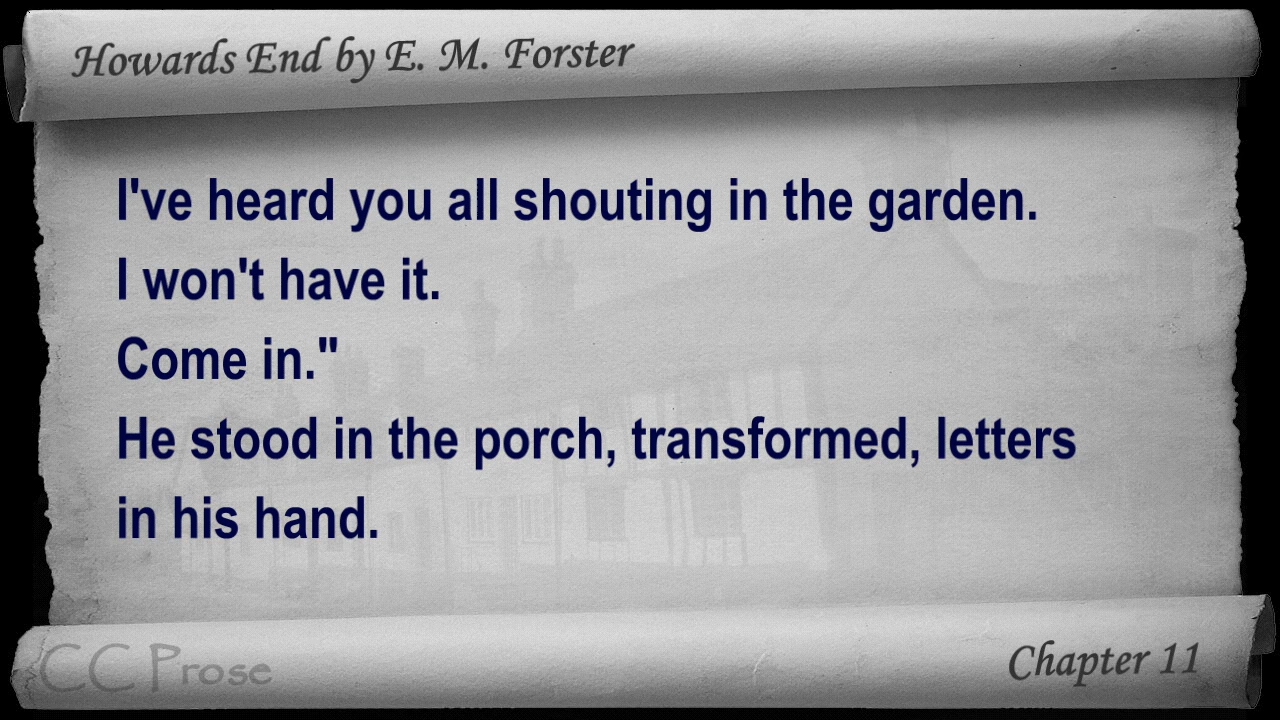 Howards End by E. M. Forster
I've heard you all shouting in the garden.
I won't have it.
Come in."
He stood in the porch, transformed, letters
in his hand.
CC Prose
Chapter 11